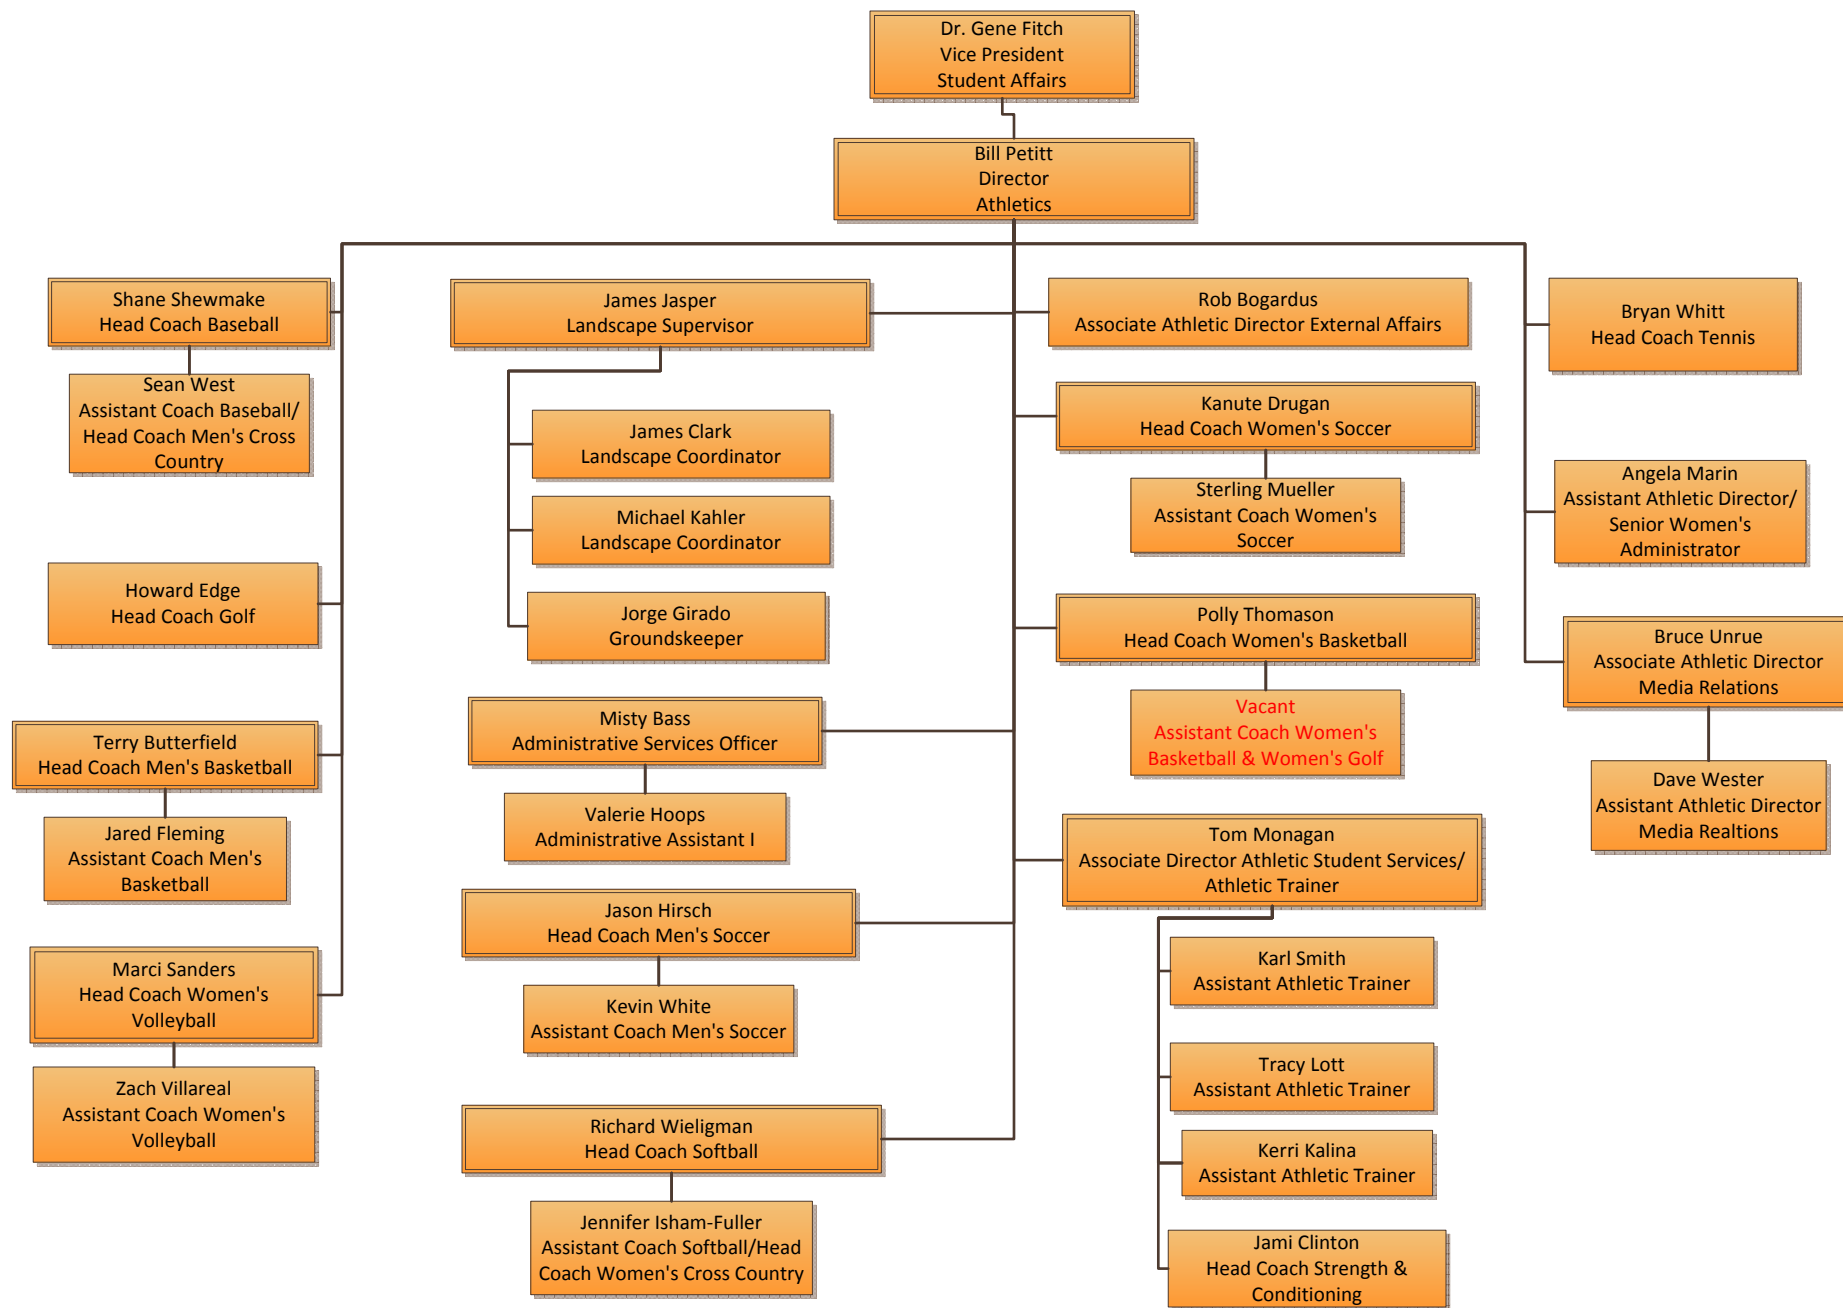 Dr. Gene Fitch
Vice President
Student Affairs
Bill Petitt
Director
Athletics
Shane Shewmake
Head Coach Baseball
Sean West
Assistant Coach Baseball/
Head Coach Men's Cross
Country
Howard Edge
Head Coach Golf
Terry Butterfield
Head Coach Men's Basketball
Jared Fleming
Assistant Coach Men's
Basketball
Marci Sanders
Head Coach Women's
Volleyball
Zach Villareal
Assistant Coach Women's
Volleyball
James Jasper
Landscape Supervisor
James Clark
Landscape Coordinator
Michael Kahler
Landscape Coordinator
Jorge Girado
Groundskeeper
Misty Bass
Administrative Services Officer
Valerie Hoops
Administrative Assistant I
Jason Hirsch
Head Coach Men's Soccer
Kevin White
Assistant Coach Men's Soccer
Richard Wieligman
Head Coach Softball
Jennifer Isham-Fuller
Assistant Coach Softball/Head
Coach Women's Cross Country
Rob Bogardus
Associate Athletic Director External Affairs
Kanute Drugan
Head Coach Women's Soccer
Sterling Mueller
Assistant Coach Women's
Soccer
Polly Thomason
Head Coach Women's Basketball
Vacant
Assistant Coach Women's
Basketball & Women's Golf
Tom Monagan
Associate Director Athletic Student Services/
Athletic Trainer
Karl Smith
Assistant Athletic Trainer
Tracy Lott
Assistant Athletic Trainer
Kerri Kalina
Assistant Athletic Trainer
Jami Clinton
Head Coach Strength &
Conditioning
Bryan Whitt
Head Coach Tennis
Angela Marin
Assistant Athletic Director/
Senior Women's
Administrator
Bruce Unrue
Associate Athletic Director
Media Relations
Dave Wester
Assistant Athletic Director
Media Realtions